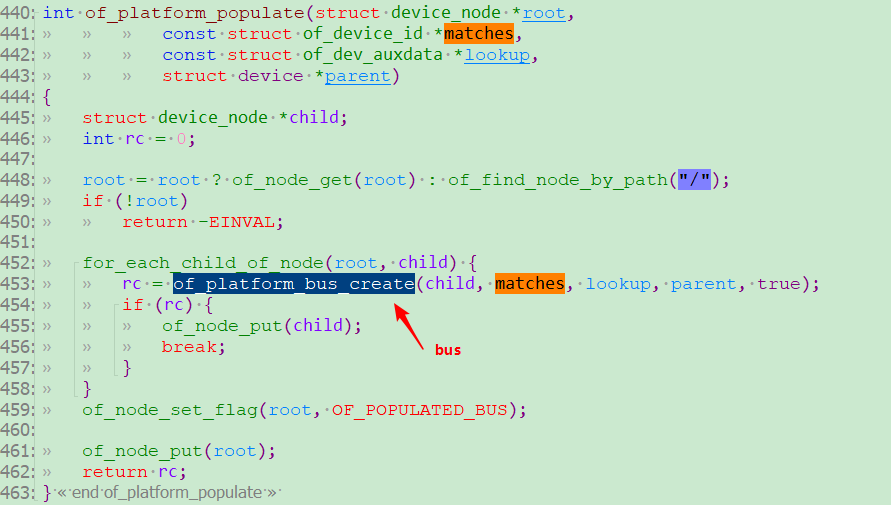 440: int of_platform_populate(struct device_node *root,
441: » » » const struct of_device_id *matches,
442: » » » const struct of_dev_auxdata *lookup,
443: » » » struct device *parent)
444: {
445: » struct device_node *child;
446: » int rc = 0;
447:
448: » root = root ? of_node_get(root) : of_find_node_by_path("/");
449: » if (!root)
450: » » return -EINVAL;
451:
452: » for_each_child_of_node(root, child) {
453: » » rc = of_platform_bus_create(child, matches, lookup, parent, true);
454: » » if (rc) {
455: » » » of_node_put(child);
456: » » » break;
457: » » }
bus
458: » }
459: » of_node_set_flag(root, OF_POPULATED_BUS);
460:
461: » of_node_put(root);
462: » return rc;
463: } « end of_platform_populate »